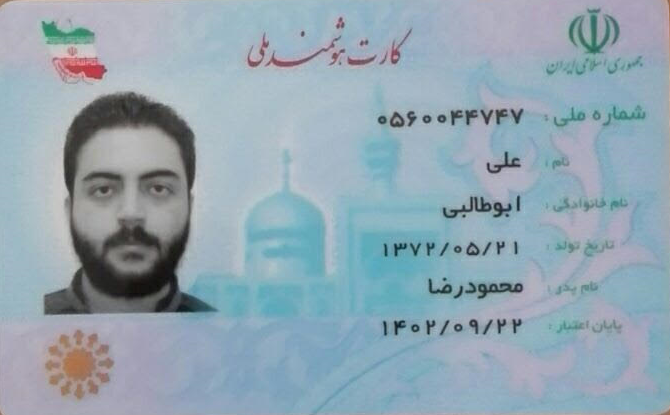 کارت هوشمند ملی
جمهوری اسلامی ایران
شماره ملی: ۰۵۶۰۰۴۴۷۴۷
نام: علی
نام خانوادگی: ابوطالبی
تاریخ تولد: ۱۳۷۲/۰۵/۲۱
نام پدر: محمودرضا
پایان اعتبار: ۱۴۰۲/۰۹/۲۲